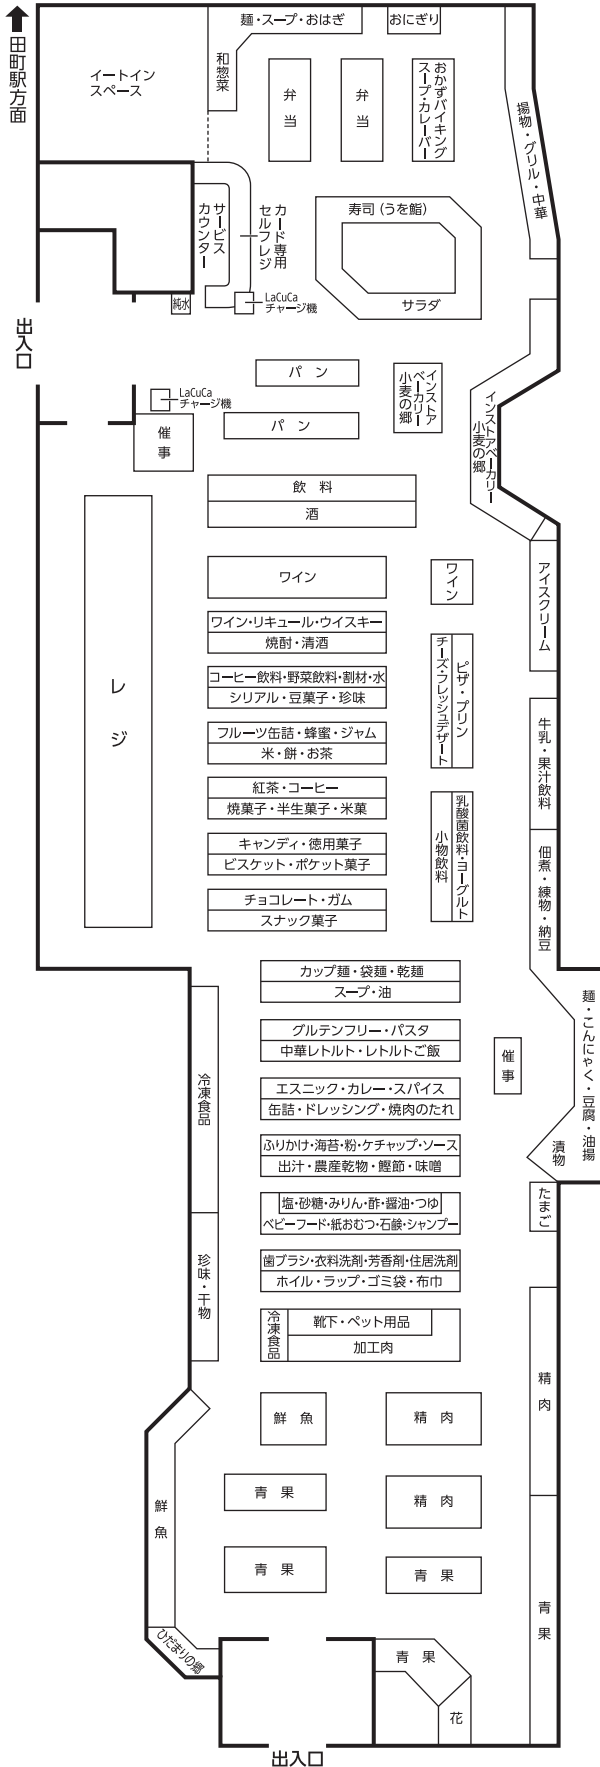 田町駅方面
イートイン
スペース
和惣菜
麺・スープ・おはぎ
おにぎり
弁当
弁当
おかずバイキング
スープ・カレーバー
揚物・グリル・中華
サービス
カウンター
カード専用
セルフレジ
LaCuCa
チャージ機
純水
寿司（うを鮨）
サラダ
出入口
LaCuCa
チャージ機
催事
パン
パン
インストア
ベーカリー
小麦の郷
インストアベーカリー
小麦の郷
飲料
酒
ワイン
ワイン
アイスクリーム
ワイン・リキュール・ウイスキー
焼酎・清酒
コーヒー飲料・野菜飲料・割材・水
シリアル・豆菓子・珍味
ピザ・プリン
チーズ・フレッシュデザート
レジ
フルーツ缶詰・蜂蜜・ジャム
米・餅・お茶
牛乳・果汁飲料
紅茶・コーヒー
焼菓子・半生菓子・米菓
乳酸菌飲料・ヨーグルト
小物飲料
キャンディ・徳用菓子
ビスケット・ポケット菓子
佃煮・練物・納豆
チョコレート・ガム
スナック菓子
カップ麺・袋麺・乾麺
スープ・油
麺・こんにゃく・豆腐・油揚
漬物
グルテンフリー・パスタ
中華レトルト・レトルトご飯
催事
冷凍食品
エスニック・カレー・スパイス
缶詰・ドレッシング・焼肉のたれ
ふりかけ・海苔・粉・ケチャップ・ソース
出汁・農産乾物・鰹節・味噌
たまご
塩・砂糖・みりん・酢・醤油・つゆ
ベビーフード・紙おむつ・石鹸・シャンプー
珍味・干物
歯ブラシ・衣料洗剤・芳香剤・住居洗剤
ホイル・ラップ・ゴミ袋・布巾
冷凍食品
靴下・ペット用品
加工肉
精肉
鮮魚
精肉
青果
精肉
鮮魚
青果
青果
青果
ひだまりの郷
青果
花
出入口